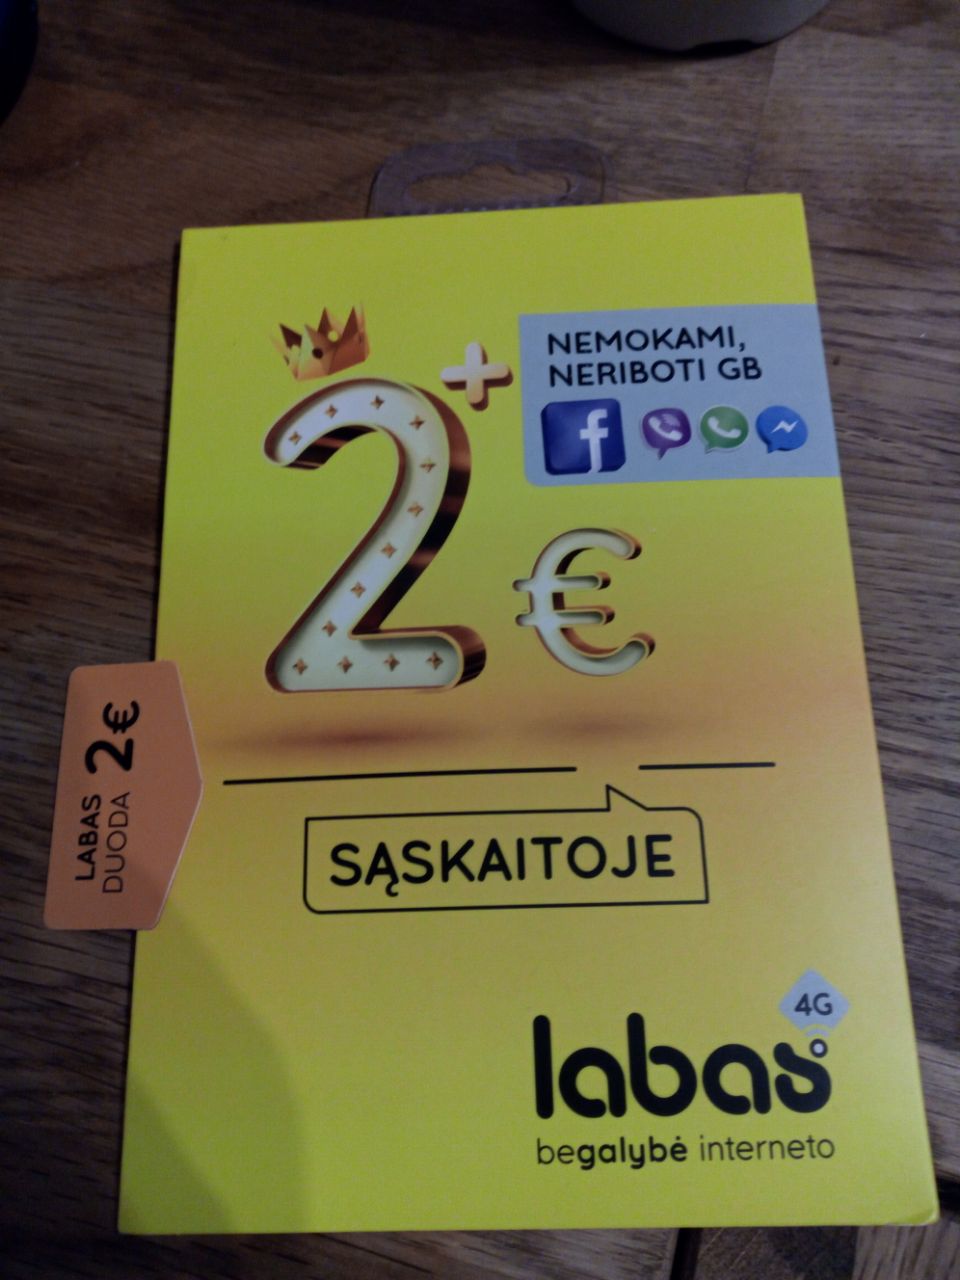 NEMOKAMI,
NERIBOTI GB
f
2+ €
LABAS
DUODA 2€
SĄSKAITOJE
4G
labas
begalybė interneto